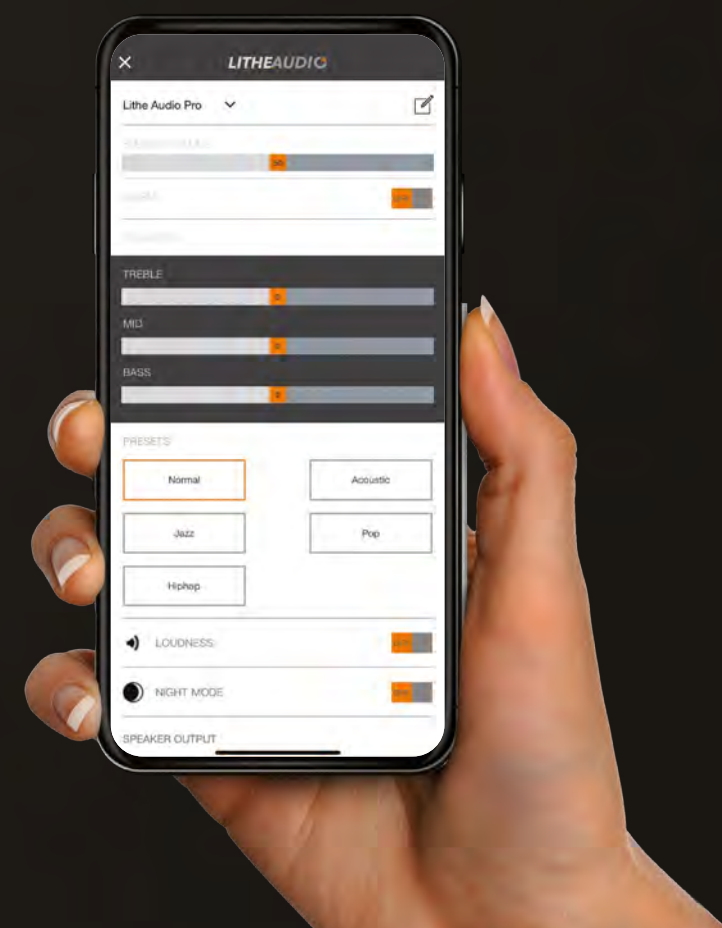 LITHEAUDIO
Lithe Audio Pro
TREBLE
0
MID
0
BASS
0
PRESETS
Normal
Acoustic
Jazz
Pop
Hiphop
LOUDNESS
NIGHT MODE
SPEAKER OUTPUT